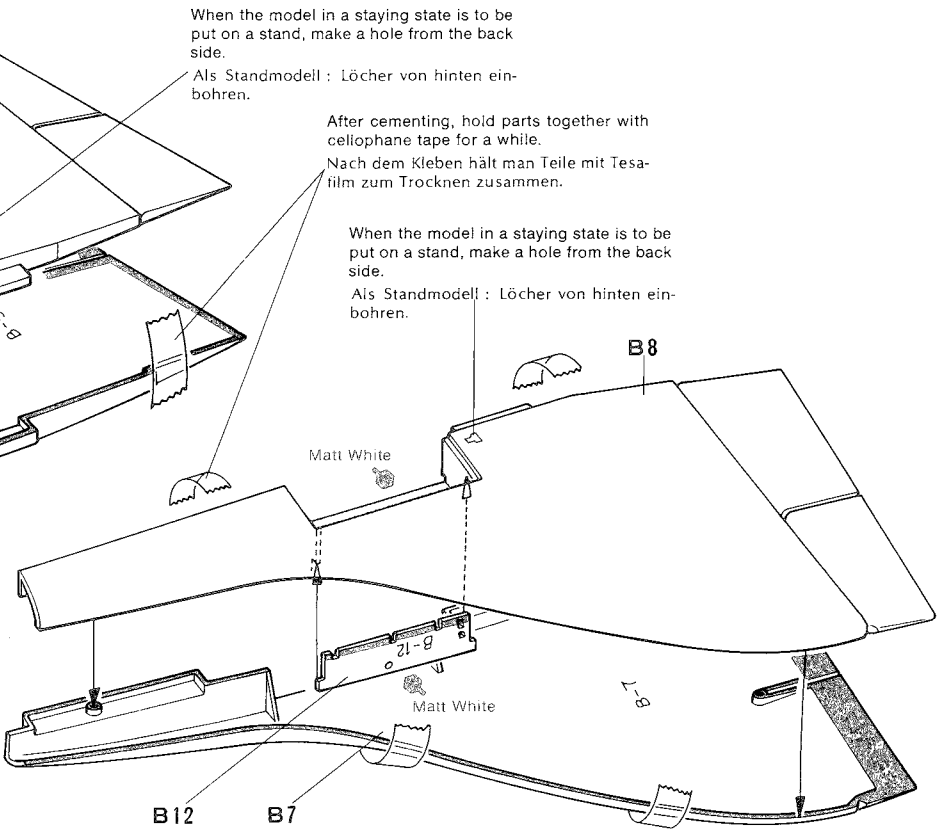 When the model in a staying state is to be
put on a stand, make a hole from the back
side.
Als Standmodell : Löcher von hinten ein-
bohren.
After cementing, hold parts together with
cellophane tape for a while.
Nach dem Kleben hält man Teile mit Tesa-
film zum Trocknen zusammen.
When the model in a staying state is to be
put on a stand, make a hole from the back
side.
Als Standmodell : Löcher von hinten ein-
bohren.
B8
Matt White
B-12
B-7
Matt White
B12
B7